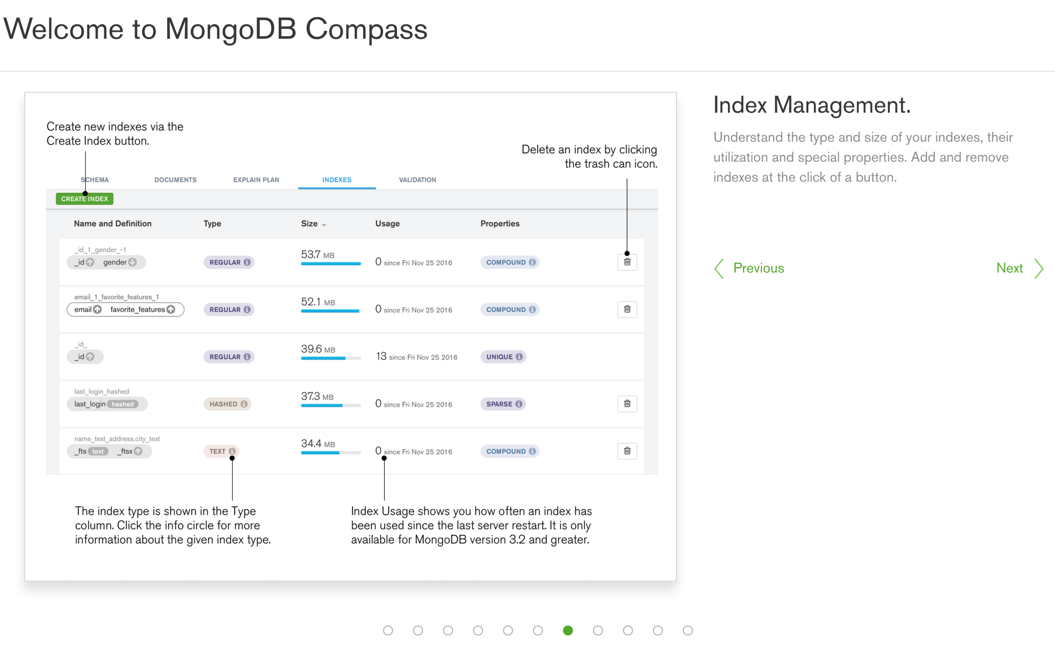 Welcome to MongoDB Compass
Create new indexes via the
Create Index button.
Delete an index by clicking
the trash can icon.
SCHEMA DOCUMENTS EXPLAIN PLAN INDEXES VALIDATION
CREATE INDEX
Name and Definition Type Size Usage Properties
_id_1_gender_-1
_id gender REGULAR 53.7 MB 0 since Fri Nov 25 2016 COMPOUND
email_1_favorite_features_1
email favorite_features REGULAR 52.1 MB 0 since Fri Nov 25 2016 COMPOUND
_id_
_id REGULAR 39.6 MB 13 since Fri Nov 25 2016 UNIQUE
last_login_hashed
last_login hashed HASHED 37.3 MB 0 since Fri Nov 25 2016 SPARSE
name_text_address.city_text
_fts text _ftsx TEXT 34.4 MB 0 since Fri Nov 25 2016 COMPOUND
The index type is shown in the Type
column. Click the info circle for more
information about the given index type.
Index Usage shows you how often an index has
been used since the last server restart. It is only
available for MongoDB version 3.2 and greater.
Index Management.
Understand the type and size of your indexes, their
utilization and special properties. Add and remove
indexes at the click of a button.
Previous Next